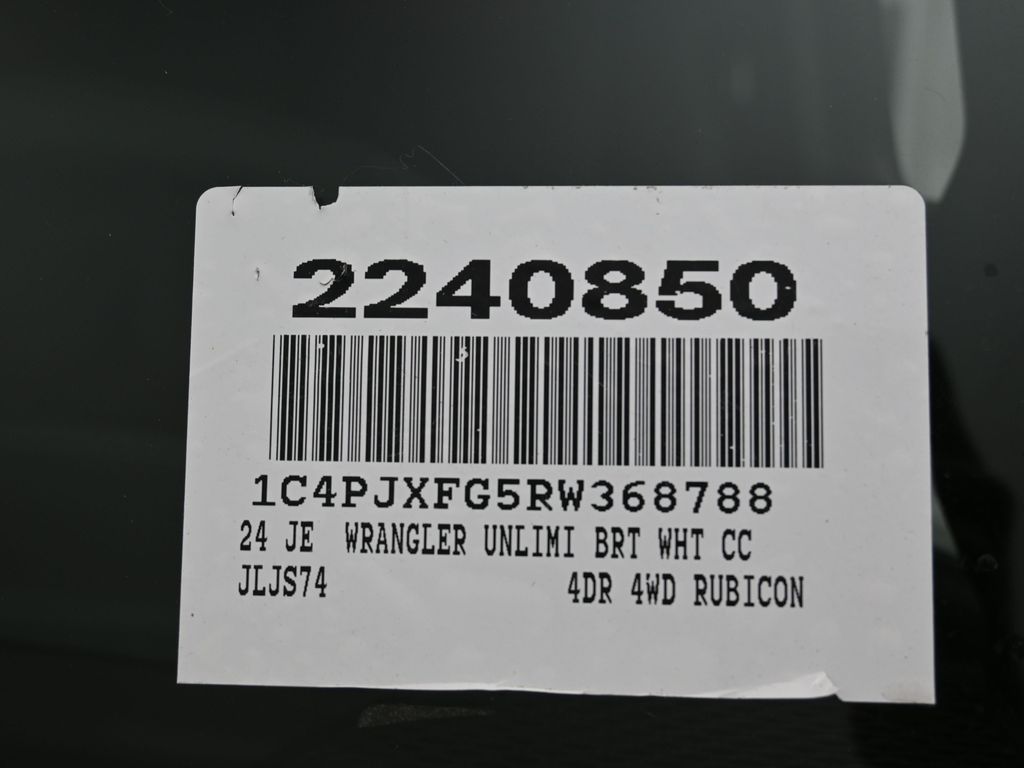 2240850
1C4PJXFG5RW368788
24 JE WRANGLER UNLIMI BRT WHT CC
JLJS74 4DR 4WD RUBICON